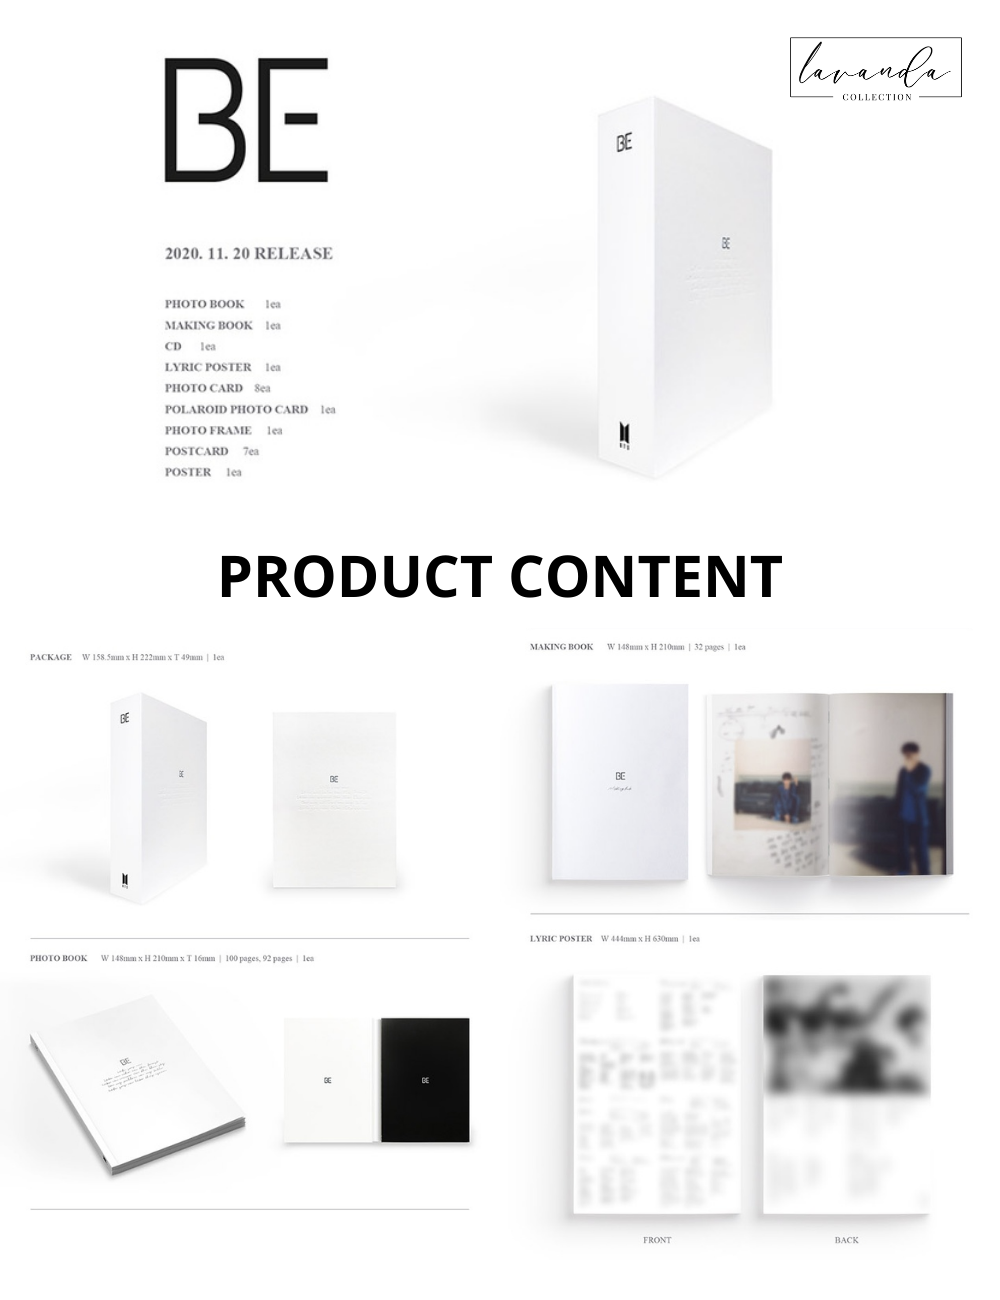 BE
lavanda
COLLECTION
2020. 11. 20 RELEASE
PHOTO BOOK 1ea
MAKING BOOK 1ea
CD 1ea
LYRIC POSTER 1ea
PHOTO CARD 8ea
POLAROID PHOTO CARD 1ea
PHOTO FRAME 1ea
POSTCARD 7ea
POSTER 1ea
BE
BE
BTS
PRODUCT CONTENT
PACKAGE W 158.5mm x H 222mm x T 49mm | 1ea
BE
BE
BTS
BE
PHOTO BOOK W 148mm x H 210mm x T 16mm | 100 pages, 92 pages | 1ea
BE
BE
BE
MAKING BOOK W 148mm x H 210mm | 32 pages | 1ea
BE
LYRIC POSTER W 444mm x H 630mm | 1ea
FRONT
BACK